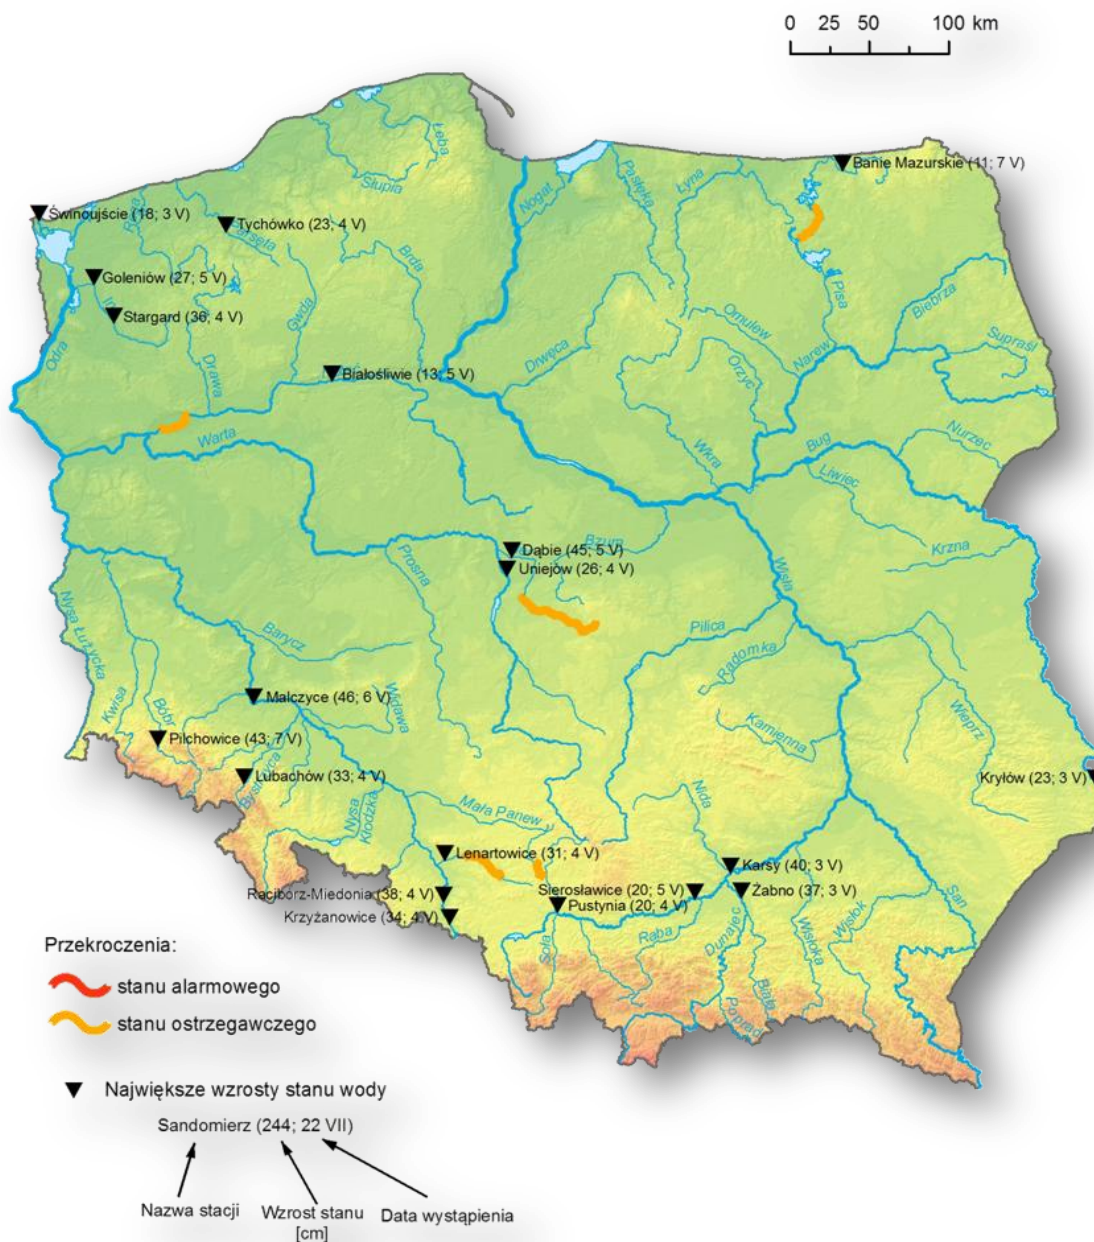 0 25 50 100 km
Łeba
Słupia
Nogat
Pasłęka
Łyna
Banie Mazurskie (11; 7 V)
Świnoujście (18; 3 V)
Rega
Tychówko (23; 4 V)
Parsęta
Brda
Goleniów (27; 5 V)
Ina
Stargard (36; 4 V)
Gwda
Pisa
Biebrza
Odra
Drawa
Białośliwie (13; 5 V)
Drwęca
Omulew
Orzyc
Narew
Supraśl
Warta
Wkra
Bug
Nurzec
Liwiec
Krzna
Prosna
Dąbie (45; 5 V)
Uniejów (26; 4 V)
Bzura
Wisła
Nysa Łużycka
Barycz
Pilica
Radomka
Kwisa
Bóbr
Malczyce (46; 6 V)
Widawa
Kamienna
Wieprz
Pilchowice (43; 7 V)
Lubachów (33; 4 V)
Bystrzyca
Nysa
Kłodzka
Mała Panew
Nida
Kryłów (23; 3 V)
Lenartowice (31; 4 V)
Karsy (40; 3 V)
Racibórz-Miedonia (38; 4 V)
Sierosławice (20; 5 V)
Żabno (37; 3 V)
Pustynia (20; 4 V)
Krzyżanowice (34; 4 V)
Soła
Raba
Dunajec
Biała
Poprad
Wisłoka
Wisłok
San
Przekroczenia:
stanu alarmowego
stanu ostrzegawczego
Największe wzrosty stanu wody
Sandomierz (244; 22 VII)
Nazwa stacji
Wzrost stanu
[cm]
Data wystąpienia